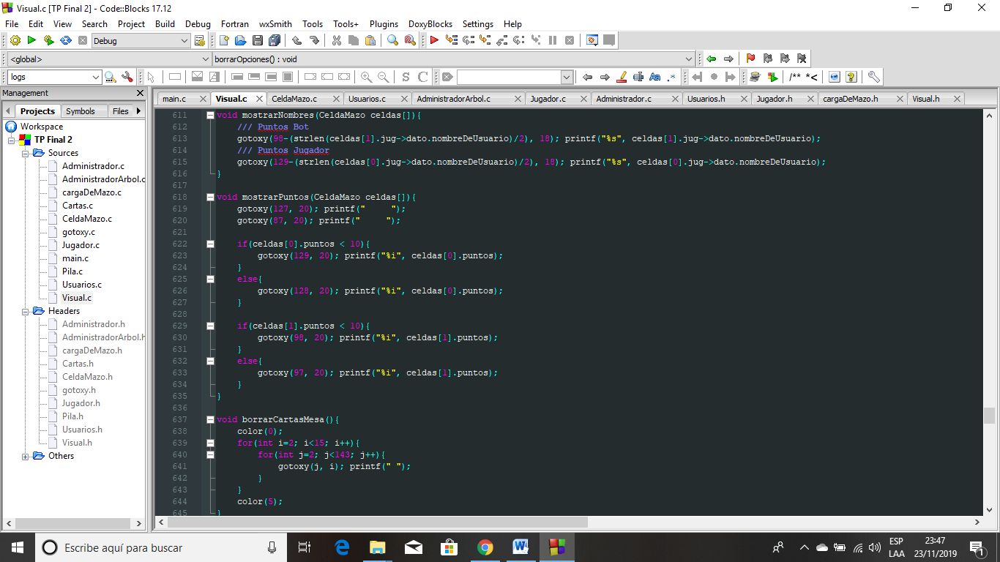 Visual.c [TP Final 2] - Code::Blocks 17.12
File Edit View Search Project Build Debug Fortran wxSmith Tools Tools+ Plugins DoxyBlocks Settings Help
Debug
<global> borrarOpciones() : void
logs S C Aa .* /** *<
Management
main.c Visual.c CeldaMazo.c Usuarios.c AdministradorArbol.c Jugador.c Administrador.c Usuarios.h Jugador.h cargaDeMazo.h Visual.h
Projects Symbols Files
Workspace
TP Final 2
Sources
Administrador.c
AdministradorArbol.c
cargaDeMazo.c
Cartas.c
CeldaMazo.c
gotoxy.c
Jugador.c
main.c
Pila.c
Usuarios.c
Visual.c
Headers
Administrador.h
AdministradorArbol.h
cargaDeMazo.h
Cartas.h
CeldaMazo.h
gotoxy.h
Jugador.h
Pila.h
Usuarios.h
Visual.h
Others
611 void mostrarNombres(CeldaMazo celdas[]){
612     /// Puntos Bot
613     gotoxy(98-(strlen(celdas[1].jug->dato.nombreDeUsuario)/2), 18); printf("%s", celdas[1].jug->dato.nombreDeUsuario);
614     /// Puntos Jugador
615     gotoxy(129-(strlen(celdas[0].jug->dato.nombreDeUsuario)/2), 18); printf("%s", celdas[0].jug->dato.nombreDeUsuario);
616 }
617
618 void mostrarPuntos(CeldaMazo celdas[]){
619     gotoxy(127, 20); printf("     ");
620     gotoxy(87, 20); printf("     ");
621
622     if(celdas[0].puntos < 10){
623         gotoxy(129, 20); printf("%i", celdas[0].puntos);
624     }
625     else{
626         gotoxy(128, 20); printf("%i", celdas[0].puntos);
627     }
628
629     if(celdas[1].puntos < 10){
630         gotoxy(98, 20); printf("%i", celdas[1].puntos);
631     }
632     else{
633         gotoxy(97, 20); printf("%i", celdas[1].puntos);
634     }
635 }
636
637 void borrarCartasMesa(){
638     color(0);
639     for(int i=2; i<15; i++){
640         for(int j=2; j<143; j++){
641             gotoxy(j, i); printf(" ");
642         }
643     }
644     color(5);
645 }
Escribe aquí para buscar
ESP
LAA
23:47
23/11/2019
1